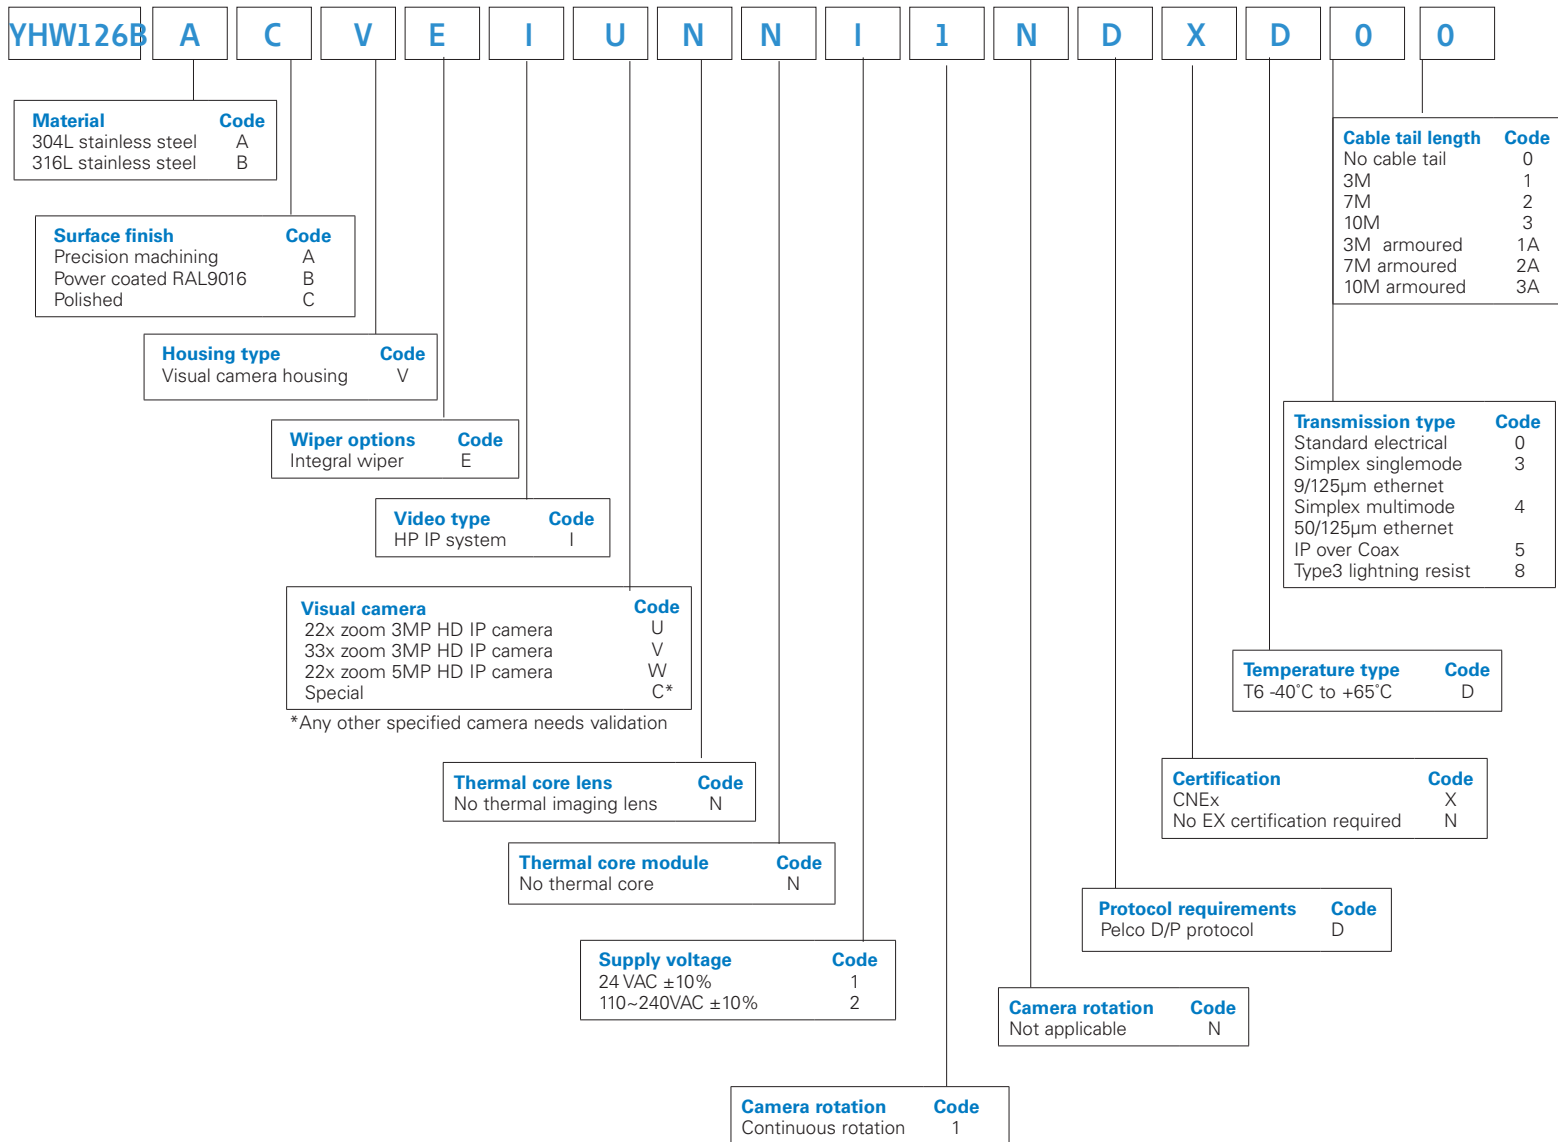 YHW126B A C V E I U N N I 1 N D X D 0 0
Material Code
304L stainless steel A
316L stainless steel B
Surface finish Code
Precision machining A
Power coated RAL9016 B
Polished C
Housing type Code
Visual camera housing V
Wiper options Code
Integral wiper E
Video type Code
HP IP system I
Visual camera Code
22x zoom 3MP HD IP camera U
33x zoom 3MP HD IP camera V
22x zoom 5MP HD IP camera W
Special C*
*Any other specified camera needs validation
Thermal core lens Code
No thermal imaging lens N
Thermal core module Code
No thermal core N
Supply voltage Code
24 VAC ±10% 1
110~240VAC ±10% 2
Camera rotation Code
Continuous rotation 1
Camera rotation Code
Not applicable N
Protocol requirements Code
Pelco D/P protocol D
Certification Code
CNEx X
No EX certification required N
Temperature type Code
T6 -40˚C to +65˚C D
Transmission type Code
Standard electrical 0
Simplex singlemode 3
9/125µm ethernet
Simplex multimode 4
50/125µm ethernet
IP over Coax 5
Type3 lightning resist 8
Cable tail length Code
No cable tail 0
3M 1
7M 2
10M 3
3M armoured 1A
7M armoured 2A
10M armoured 3A